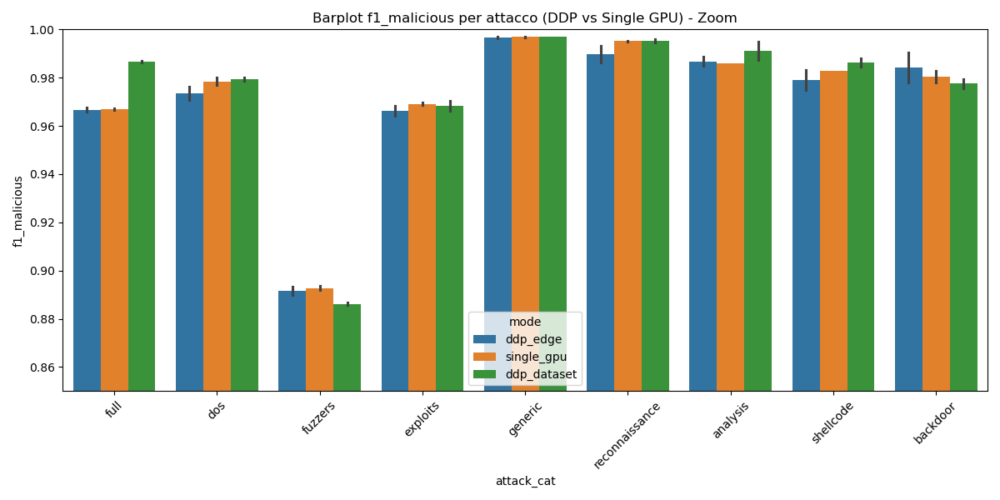 Barplot f1_malicious per attacco (DDP vs Single GPU) - Zoom
f1_malicious
1.00
0.98
0.96
0.94
0.92
0.90
0.88
0.86
mode
ddp_edge
single_gpu
ddp_dataset
full
dos
fuzzers
exploits
generic
reconnaissance
analysis
shellcode
backdoor
attack_cat